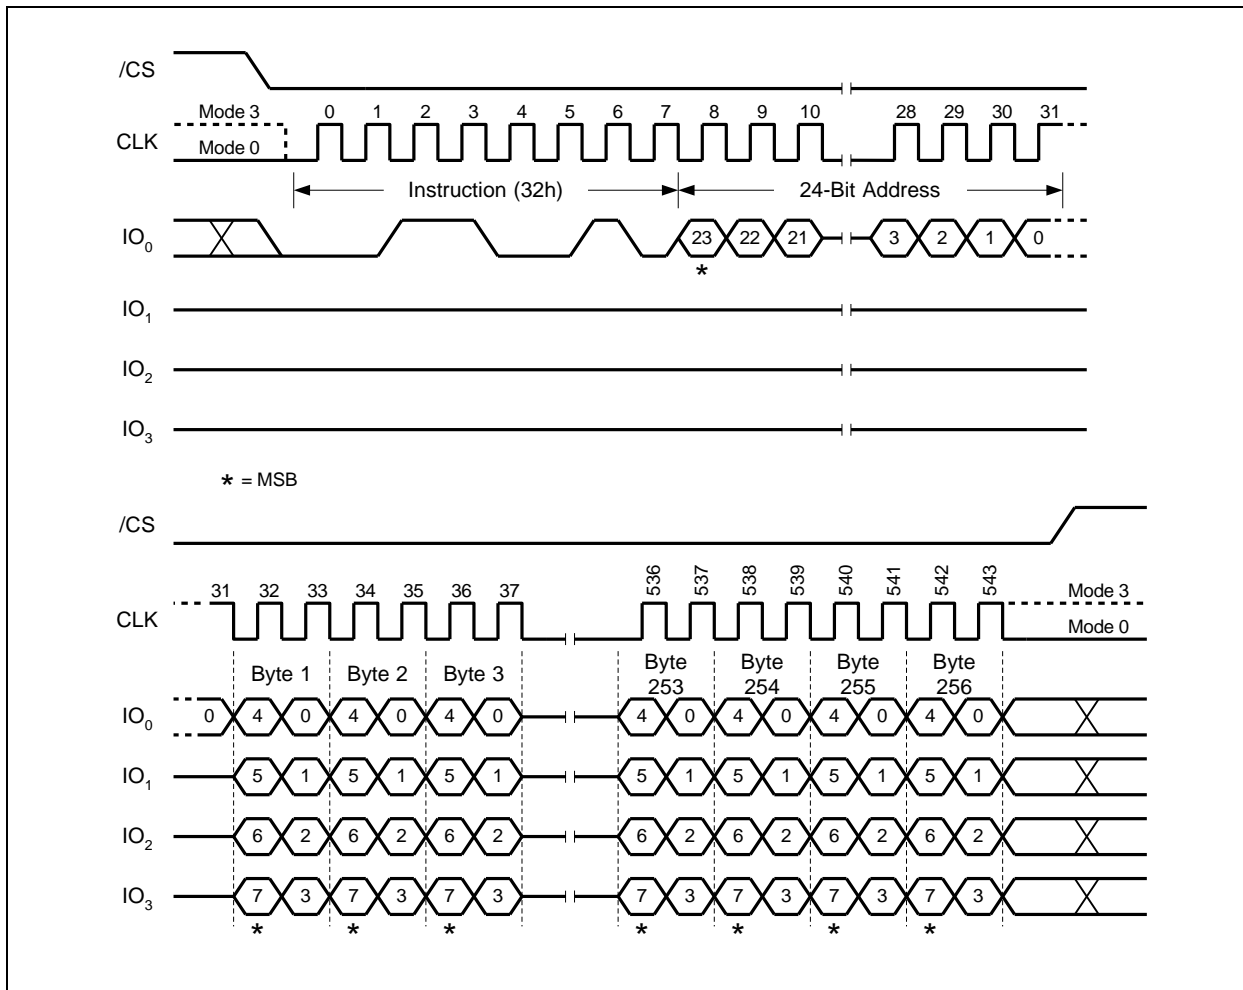 /CS
Mode 3 0 1 2 3 4 5 6 7 8 9 10 28 29 30 31
CLK
Mode 0
Instruction (32h) 24-Bit Address
IO0 23 22 21 3 2 1 0
*
IO1
IO2
IO3
* = MSB
/CS
31 32 33 34 35 36 37 536 537 538 539 540 541 542 543
Mode 3
CLK
Mode 0
Byte 1 Byte 2 Byte 3 Byte 253 Byte 254 Byte 255 Byte 256
IO0 0 4 0 4 0 4 0 4 0 4 0 4 0 4 0
IO1 5 1 5 1 5 1 5 1 5 1 5 1 5 1
IO2 6 2 6 2 6 2 6 2 6 2 6 2 6 2
IO3 7 3 7 3 7 3 7 3 7 3 7 3 7 3
* * * * * * *